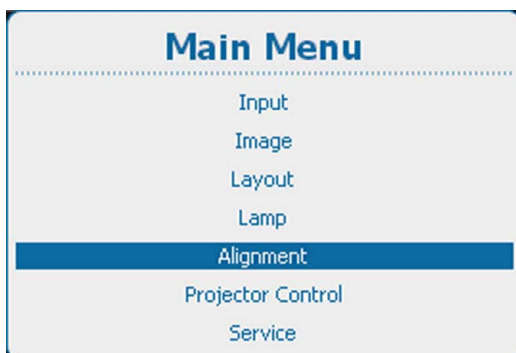 Main Menu
Input
Image
Layout
Lamp
Alignment
Projector Control
Service